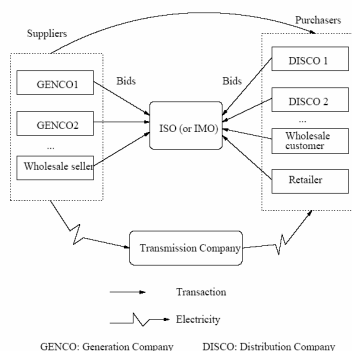 Suppliers
Purchasers
GENCO1
GENCO2
...
Wholesale seller
Bids
ISO (or IMO)
Bids
DISCO 1
DISCO 2
...
Wholesale
customer
Retailer
Transmission Company
Transaction
Electricity
GENCO: Generation Company DISCO: Distribution Company